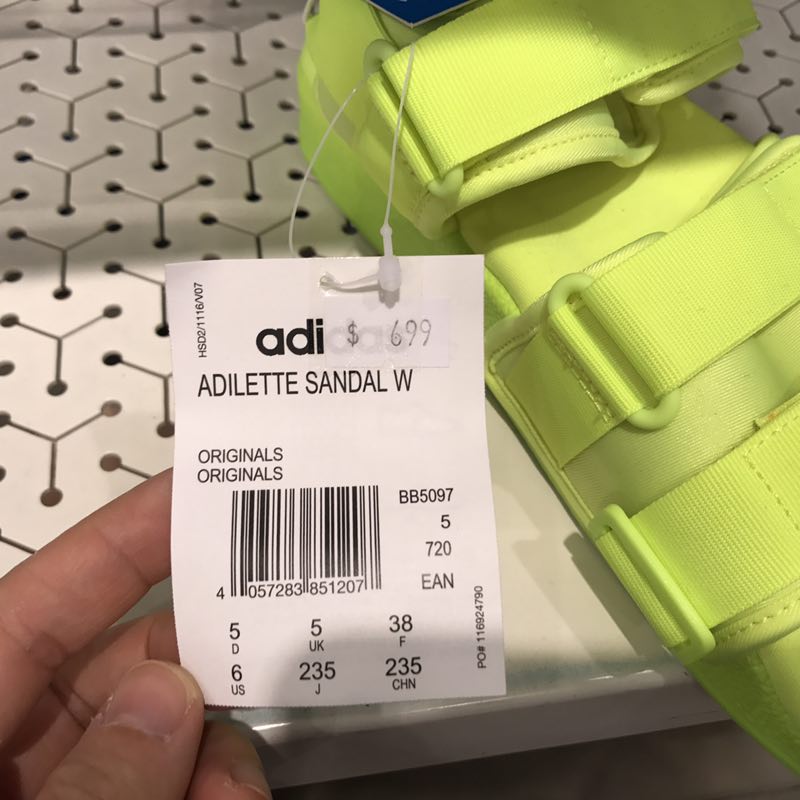 HSD2/1116/V07
adidas
$ 699
ADILETTE SANDAL W
ORIGINALS
ORIGINALS
BB5097
5
720
EAN
4 057283 851207
5 5 38
D UK F
6 235 235
US J CHN
PO# 116924790